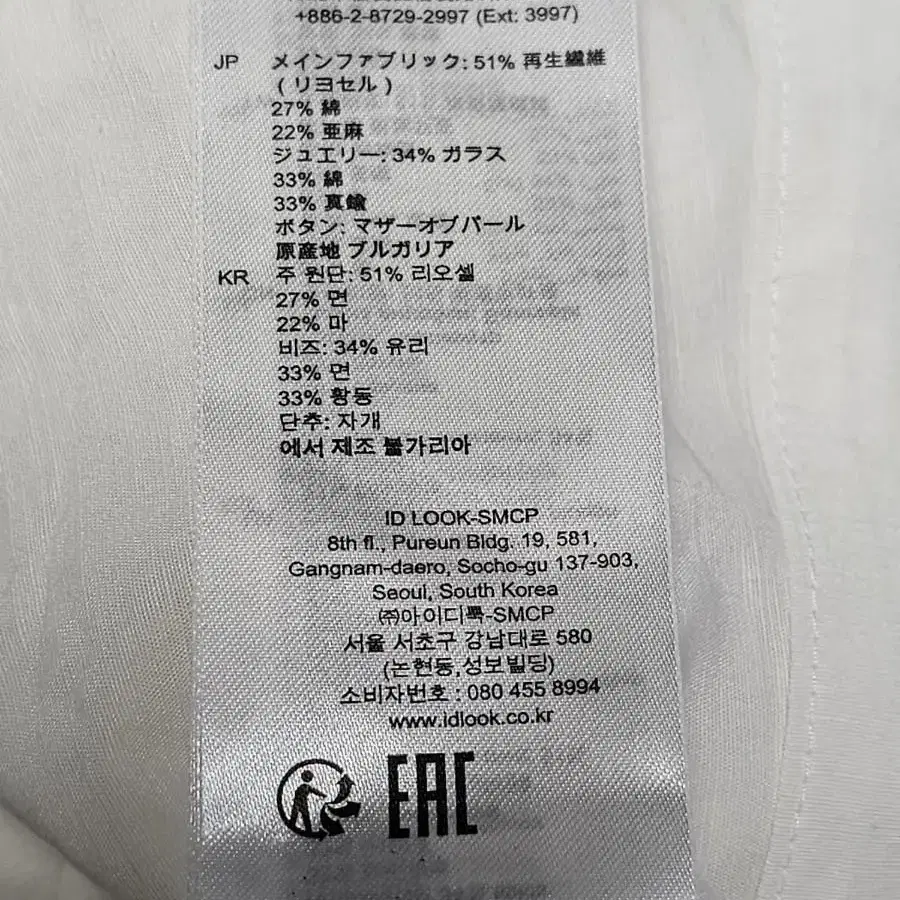 +886-2-8729-2997 (Ext: 3997)
JP メインファブリック: 51% 再生繊維
( リヨセル )
27% 綿
22% 亜麻
ジュエリー: 34% ガラス
33% 綿
33% 真鍮
ボタン: マザーオブパール
原産地 ブルガリア
KR 주 원단: 51% 리오셀
27% 면
22% 마
비즈: 34% 유리
33% 면
33% 황동
단추: 자개
에서 제조 불가리아
ID LOOK-SMCP
8th fl., Pureun Bldg. 19, 581,
Gangnam-daero, Socho-gu 137-903,
Seoul, South Korea
㈜아이디룩-SMCP
서울 서초구 강남대로 580
(논현동,성보빌딩)
소비자번호 : 080 455 8994
www.idlook.co.kr
EAC